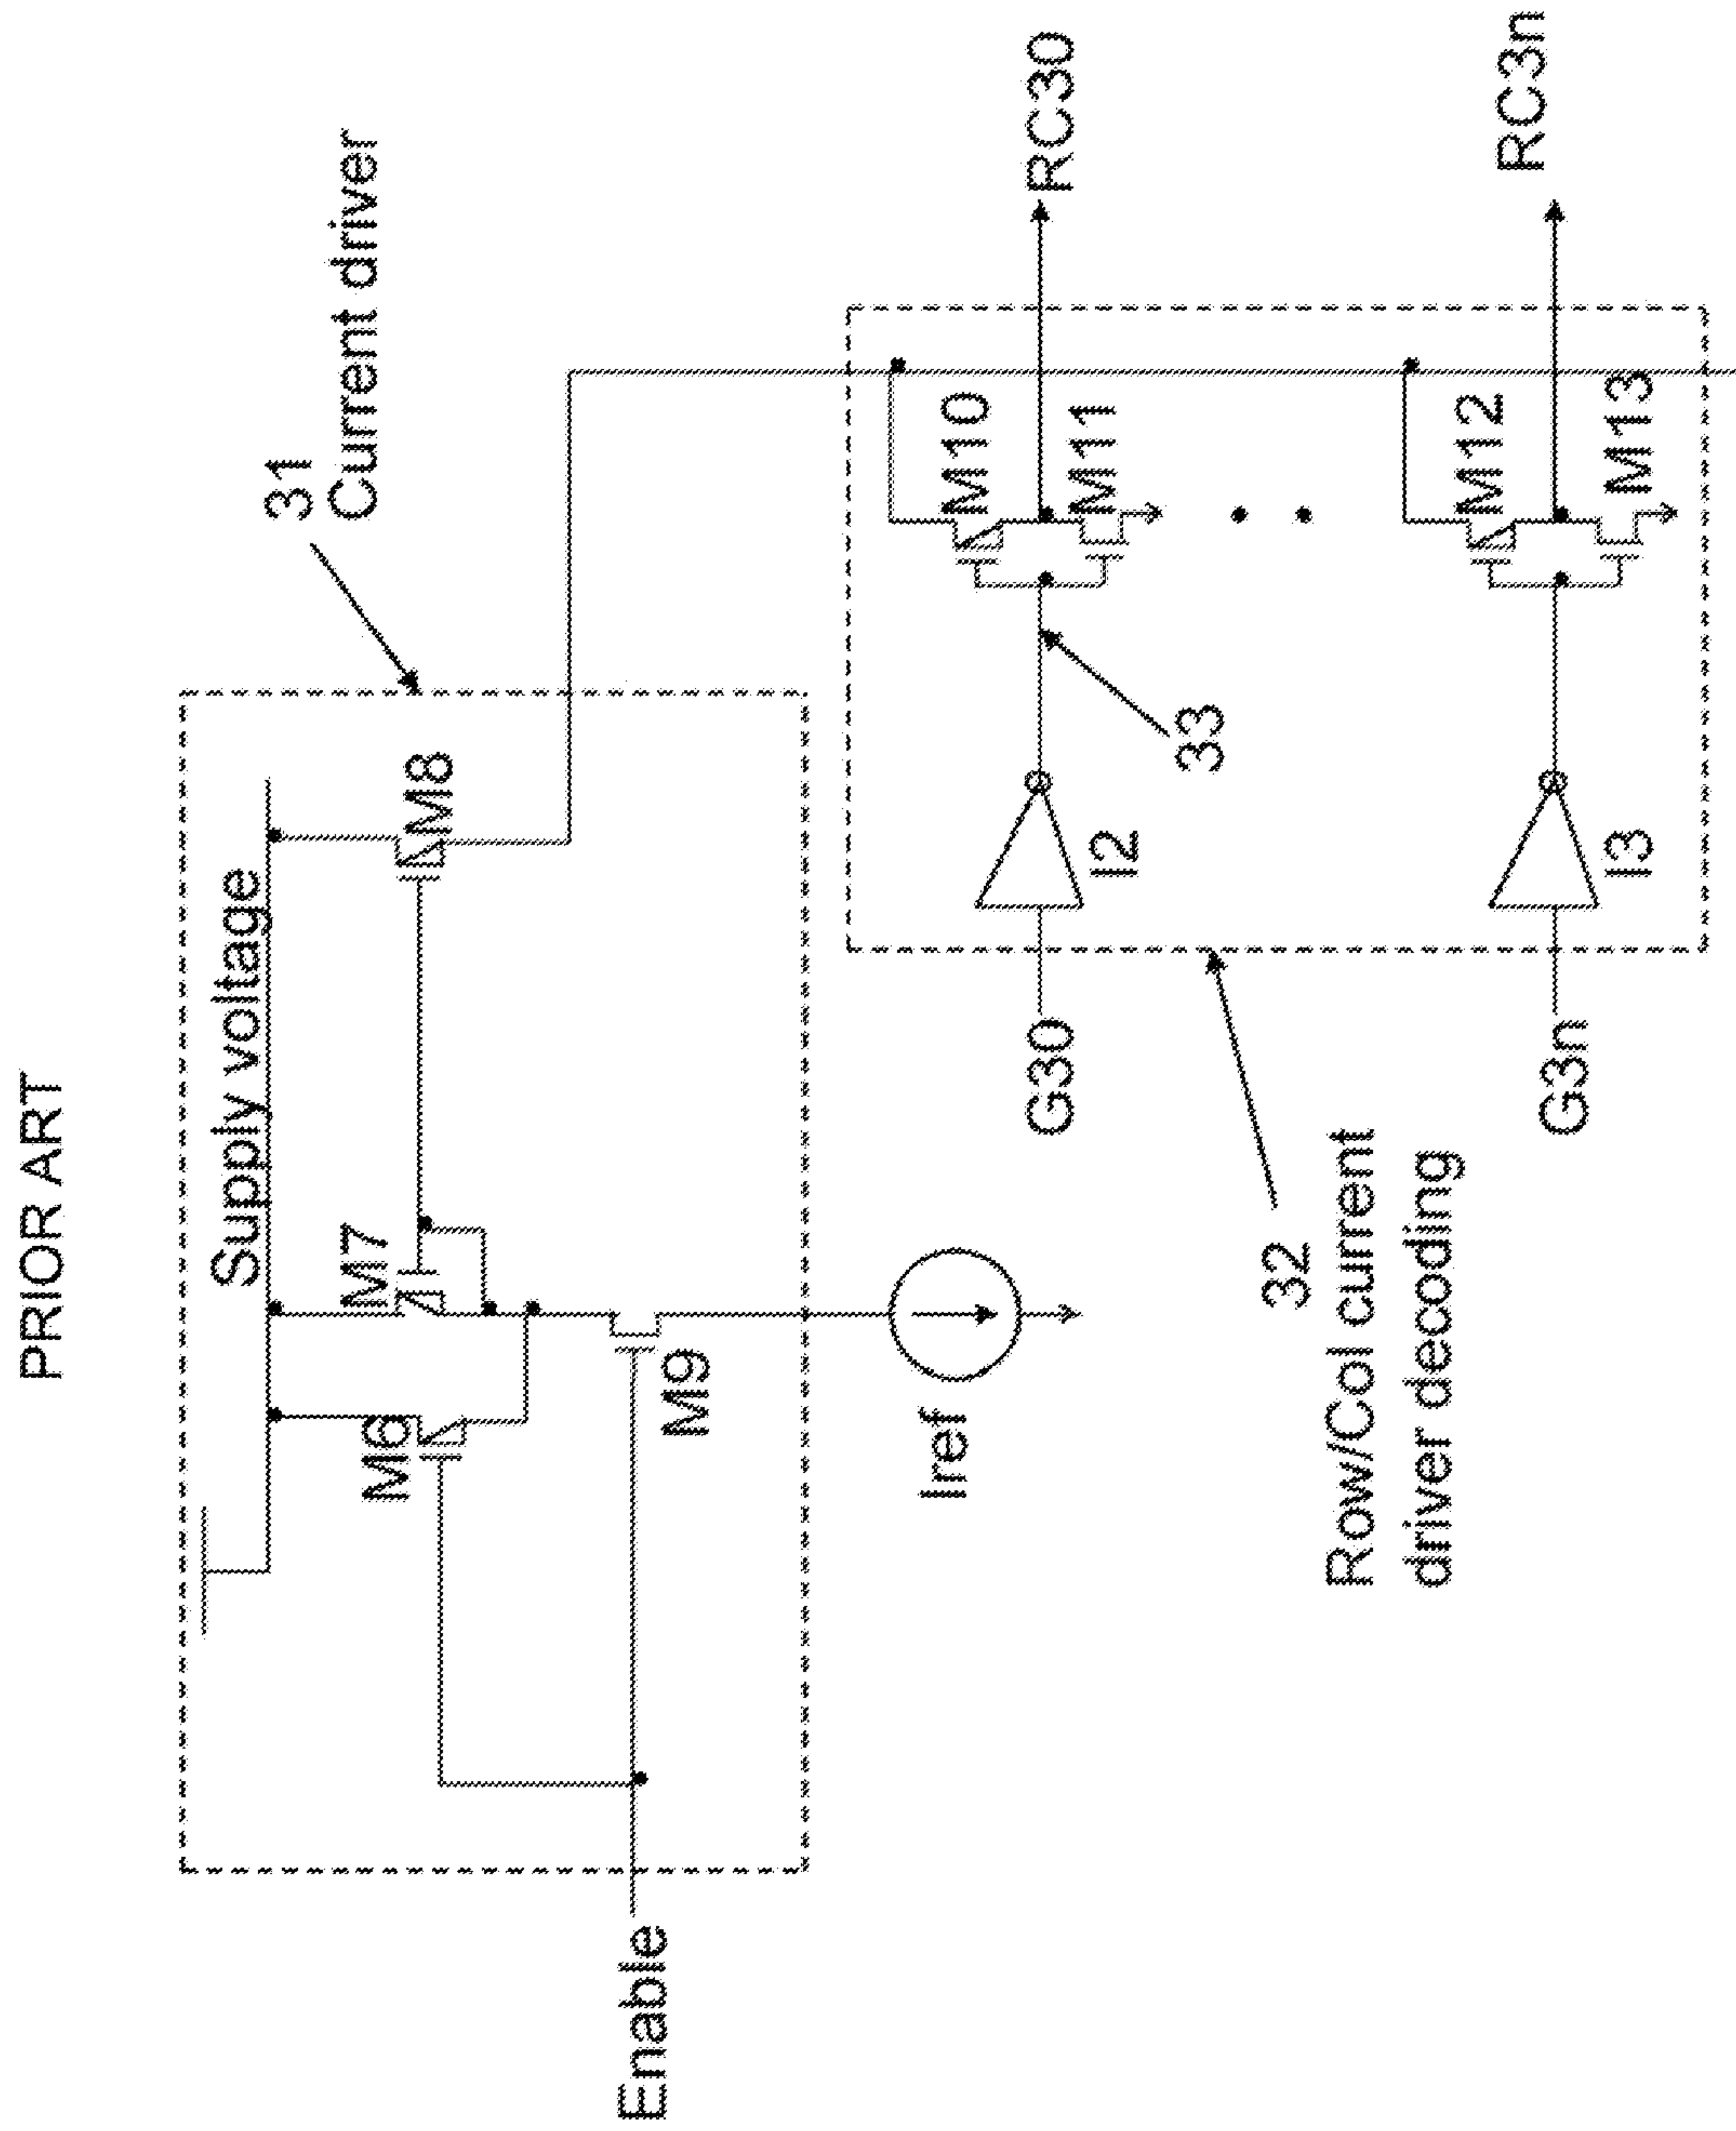 PRIOR ART
31
Current driver
Supply voltage
M7
M8
M6
M9
Enable
Iref
RC30
M10
M11
33
I2
G30
32
Row/Col current
driver decoding
RC3n
M12
M13
I3
G3n